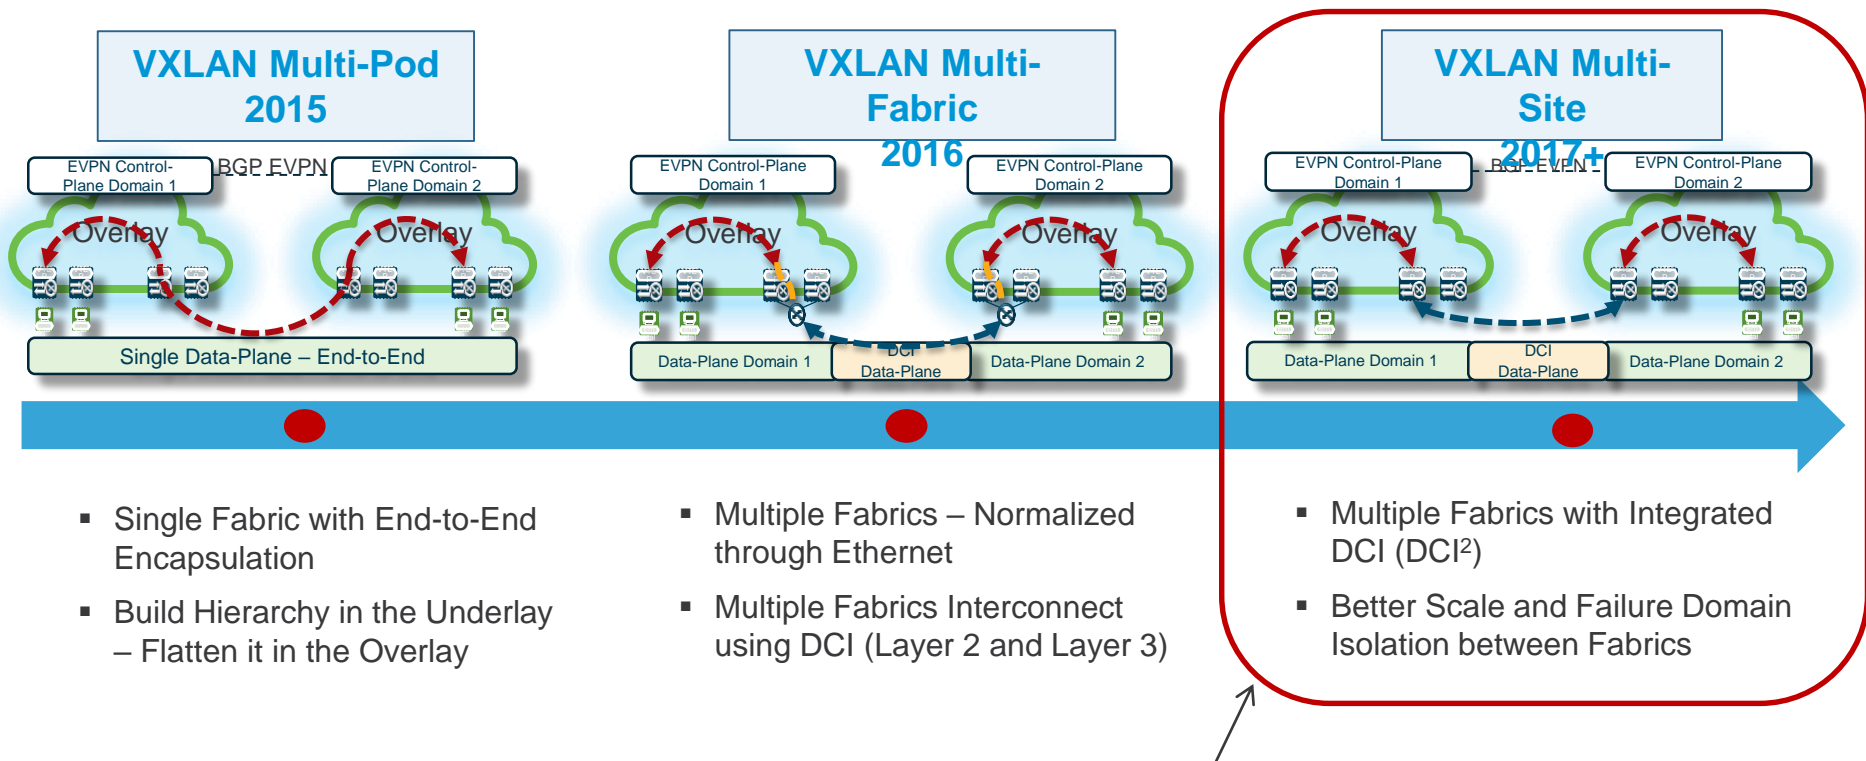 VXLAN Multi-Pod
2015
EVPN Control-
Plane Domain 1
BGP EVPN
EVPN Control-
Plane Domain 2
Overlay
Overlay
Single Data-Plane – End-to-End
▪ Single Fabric with End-to-End
Encapsulation
▪ Build Hierarchy in the Underlay
– Flatten it in the Overlay
VXLAN Multi-
Fabric
2016
EVPN Control-Plane
Domain 1
EVPN Control-Plane
Domain 2
Overlay
Overlay
Data-Plane Domain 1
DCI
Data-Plane
Data-Plane Domain 2
▪ Multiple Fabrics – Normalized
through Ethernet
▪ Multiple Fabrics Interconnect
using DCI (Layer 2 and Layer 3)
VXLAN Multi-
Site
2017+
EVPN Control-Plane
Domain 1
BGP EVPN
EVPN Control-Plane
Domain 2
Overlay
Overlay
Data-Plane Domain 1
DCI
Data-Plane
Data-Plane Domain 2
▪ Multiple Fabrics with Integrated
DCI (DCI²)
▪ Better Scale and Failure Domain
Isolation between Fabrics